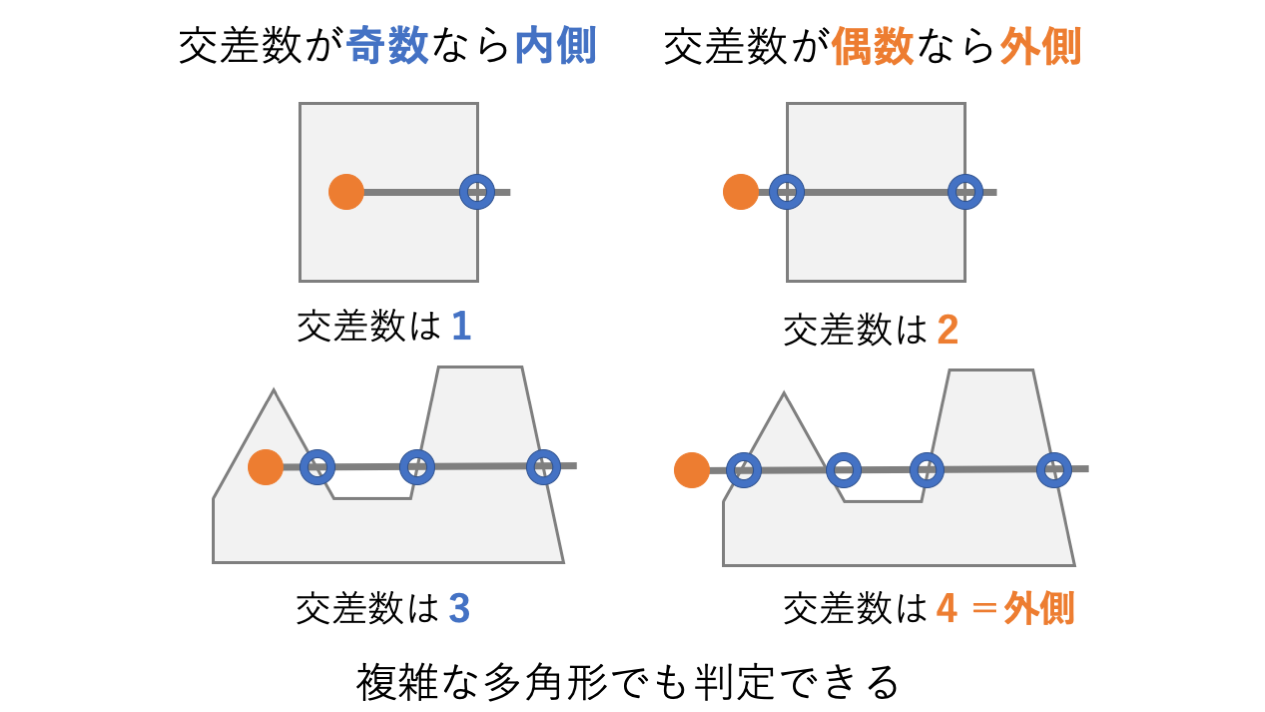 交差数が奇数なら内側
交差数が偶数なら外側
交差数は 1
交差数は 2
交差数は 3
交差数は 4 = 外側
複雑な多角形でも判定できる